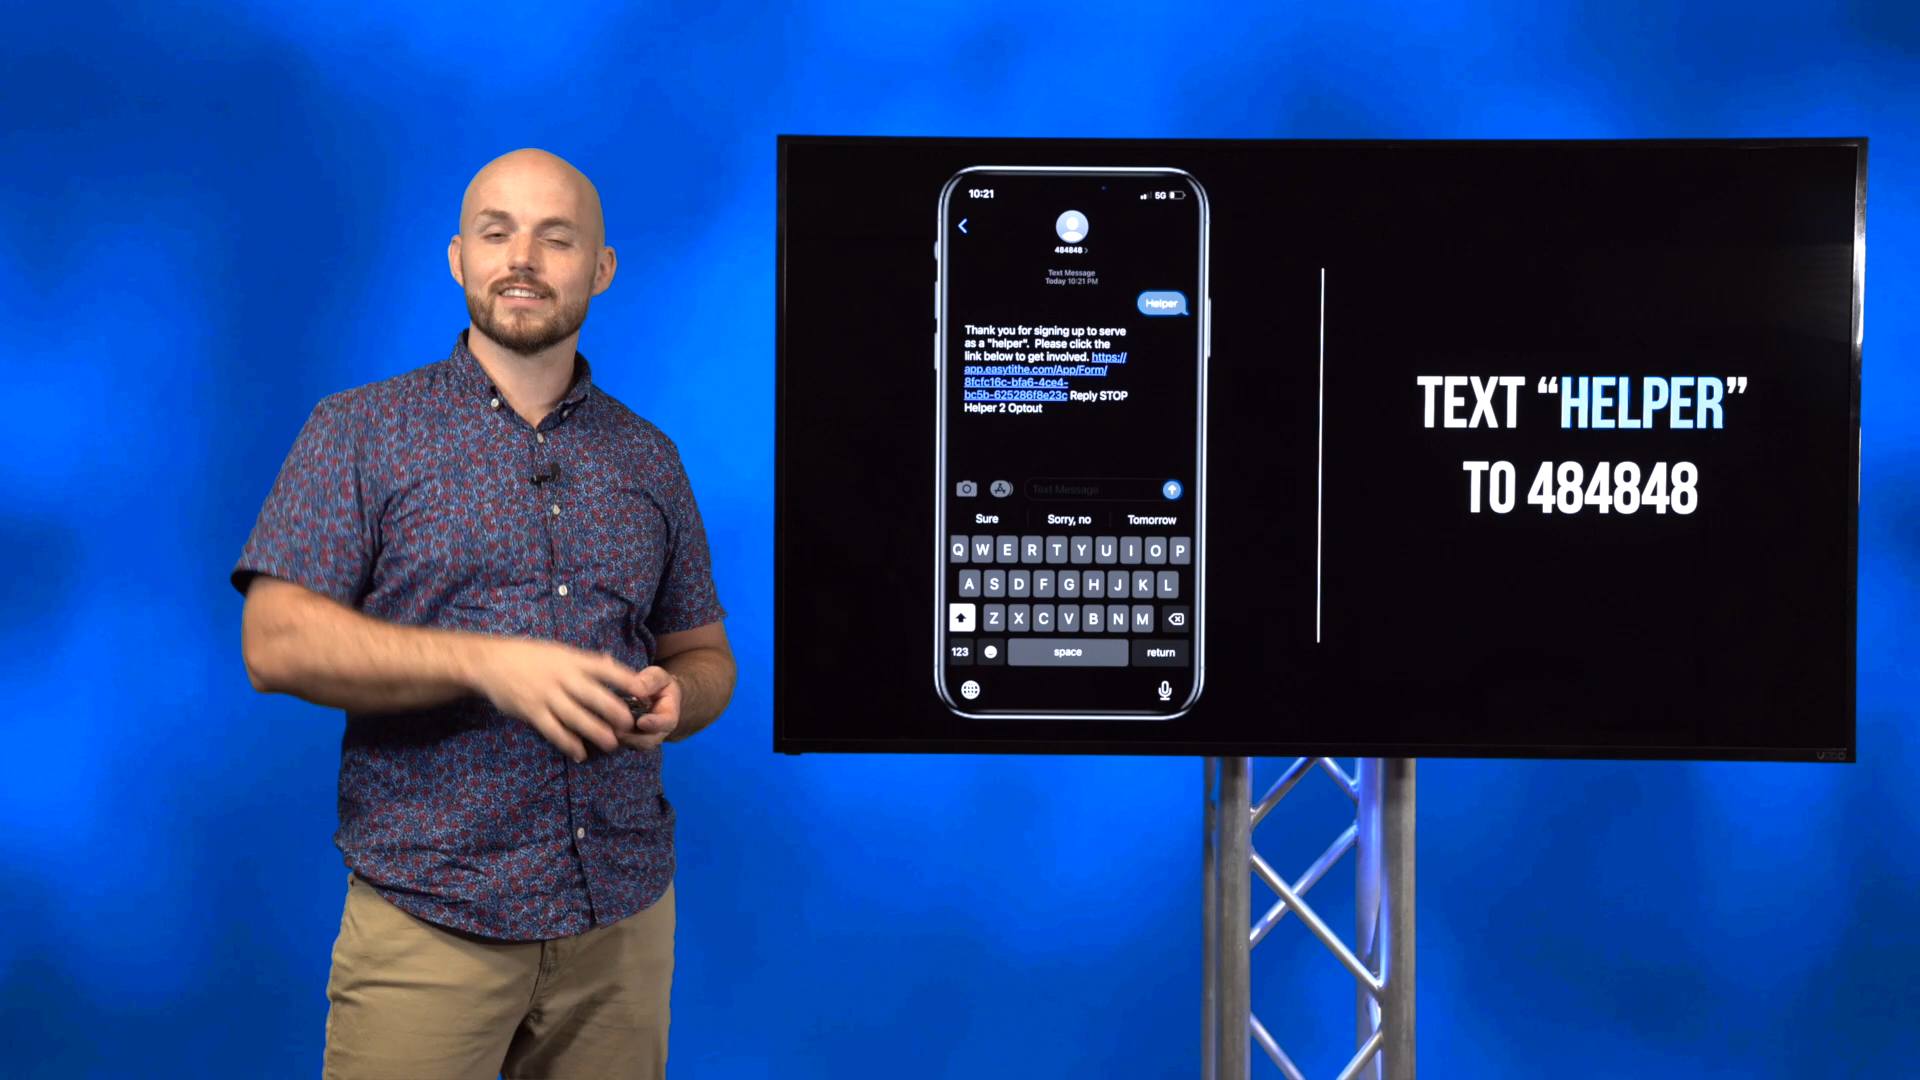 10:21
5G
484848
Text Message
Today 10:21 PM
Helper
Thank you for signing up to serve
as a "helper".  Please click the
link below to get involved. https://
app.easytithe.com/App/Form/
8fcfc16c-bfa6-4ce4-
bc5b-625286f8e23c Reply STOP
Helper 2 Optout
Text Message
Sure
Sorry, no
Tomorrow
Q W E R T Y U I O P
A S D F G H J K L
Z X C V B N M
123
space
return
TEXT “HELPER”
TO 484848
VIZIO